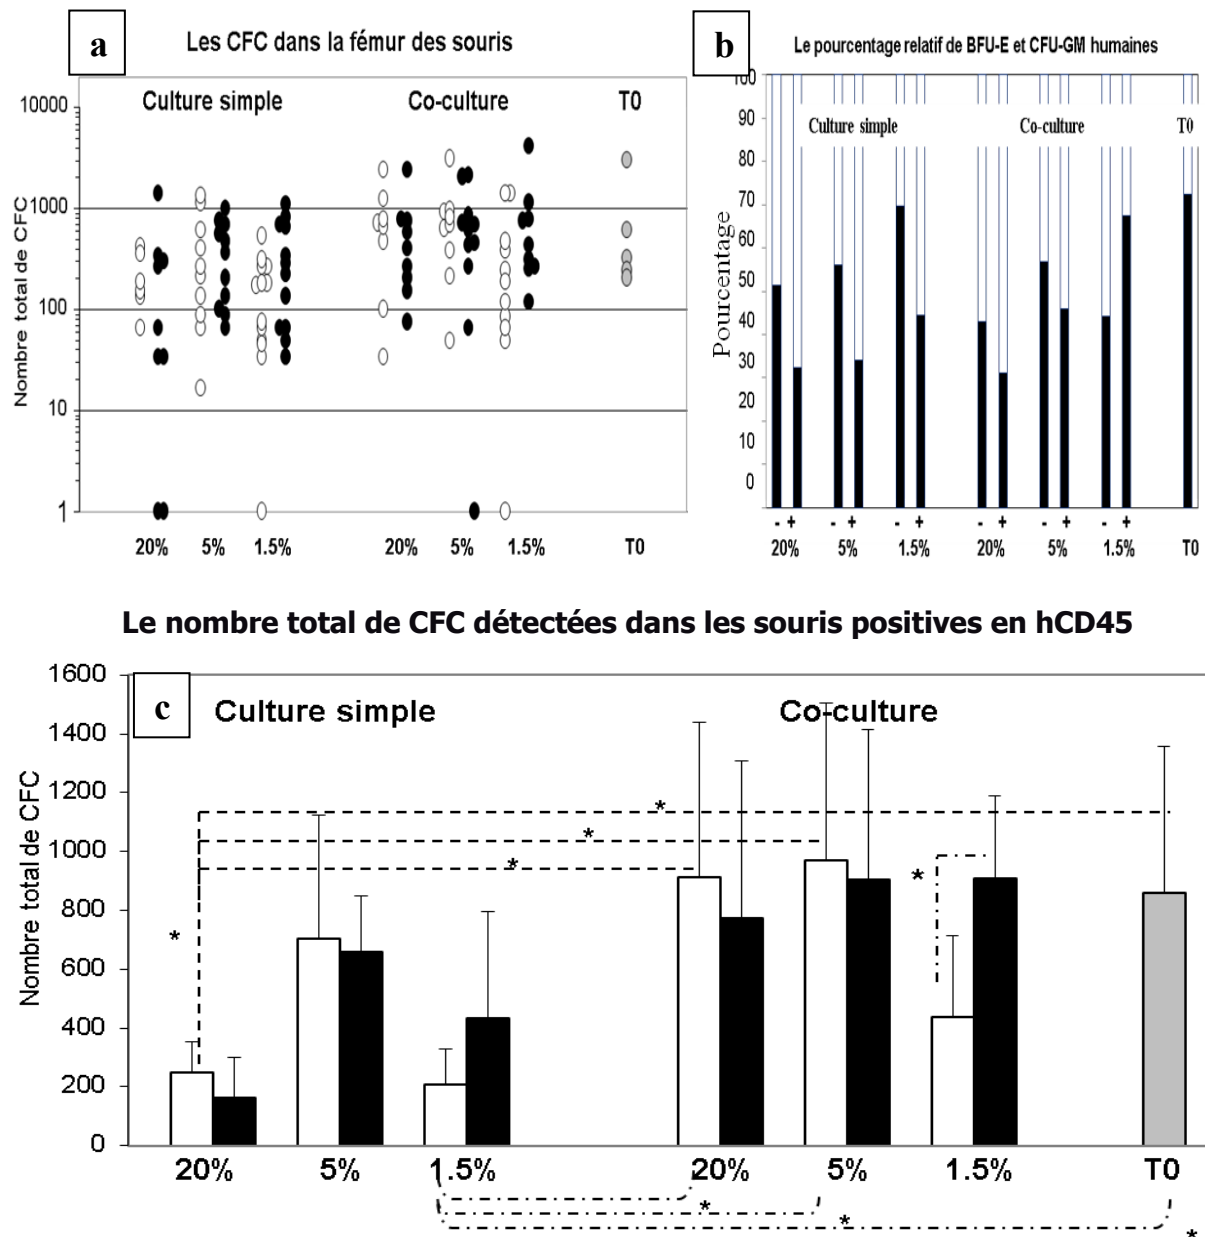 a
Les CFC dans la fémur des souris
Nombre total de CFC
10000
1000
100
10
1
Culture simple
Co-culture
T0
20%
5%
1.5%
20%
5%
1.5%
T0
b
Le pourcentage relatif de BFU-E et CFU-GM humaines
Pourcentage
100
90
80
70
60
50
40
30
20
10
0
Culture simple
Co-culture
T0
- + - + - + - + - + - +
20% 5% 1.5% 20% 5% 1.5% T0
Le nombre total de CFC détectées dans les souris positives en hCD45
c
Nombre total de CFC
1600
1400
1200
1000
800
600
400
200
0
Culture simple
Co-culture
*
*
*
*
*
20% 5% 1.5% 20% 5% 1.5% T0
*
*
*